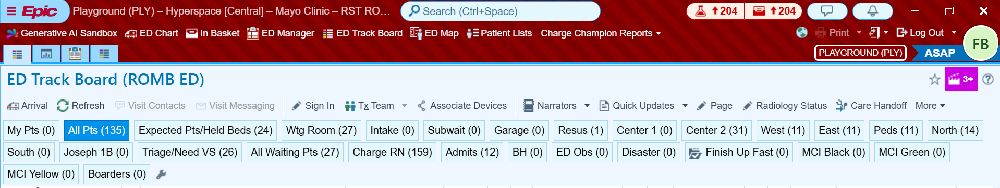 Epic Playground (PLY) – Hyperspace [Central] – Mayo Clinic – RST RO... Search (Ctrl+Space) 204 204
Generative AI Sandbox ED Chart In Basket ED Manager ED Track Board ED Map Patient Lists Charge Champion Reports Print Log Out
PLAYGROUND (PLY) ASAP FB
ED Track Board (ROMB ED) 3+
Arrival Refresh Visit Contacts Visit Messaging Sign In Tx Team Associate Devices Narrators Quick Updates Page Radiology Status Care Handoff More
My Pts (0) All Pts (135) Expected Pts/Held Beds (24) Wtg Room (27) Intake (0) Subwait (0) Garage (0) Resus (1) Center 1 (0) Center 2 (31) West (11) East (11) Peds (11) North (14)
South (0) Joseph 1B (0) Triage/Need VS (26) All Waiting Pts (27) Charge RN (159) Admits (12) BH (0) ED Obs (0) Disaster (0) Finish Up Fast (0) MCI Black (0) MCI Green (0)
MCI Yellow (0) Boarders (0)